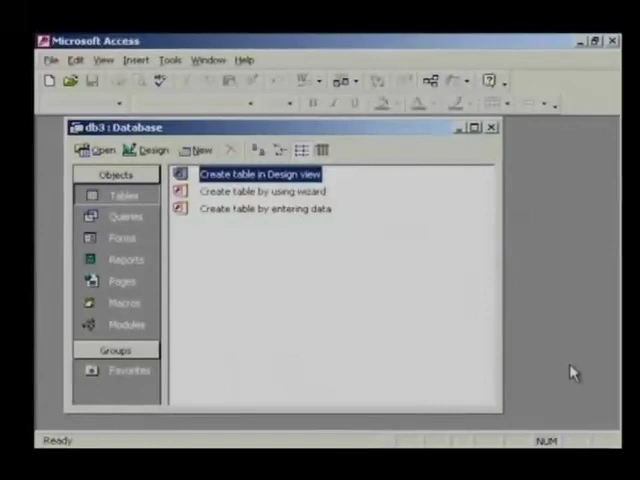 Microsoft Access
File Edit View Insert Tools Window Help
db3 : Database
Open Design New
Objects
Tables
Queries
Forms
Reports
Pages
Macros
Modules
Groups
Favorites
Create table in Design view
Create table by using wizard
Create table by entering data
Ready
NUM